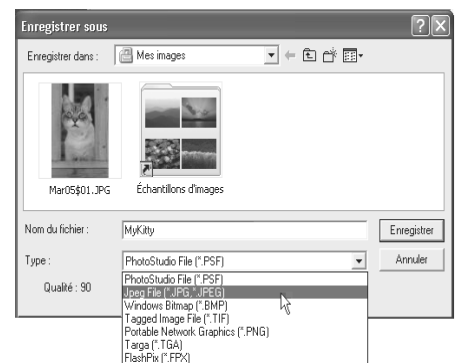 Enregistrer sous
Enregistrer dans : Mes images
Mar05$01.JPG Échantillons d'images
Nom du fichier : MyKitty Enregistrer
Type : PhotoStudio File (*.PSF) Annuler
PhotoStudio File (*.PSF)
Qualité : 90 Jpeg File (*.JPG,*.JPEG)
Windows Bitmap (*.BMP)
Tagged Image File (*.TIF)
Portable Network Graphics (*.PNG)
Targa (*.TGA)
FlashPix (*.FPX)